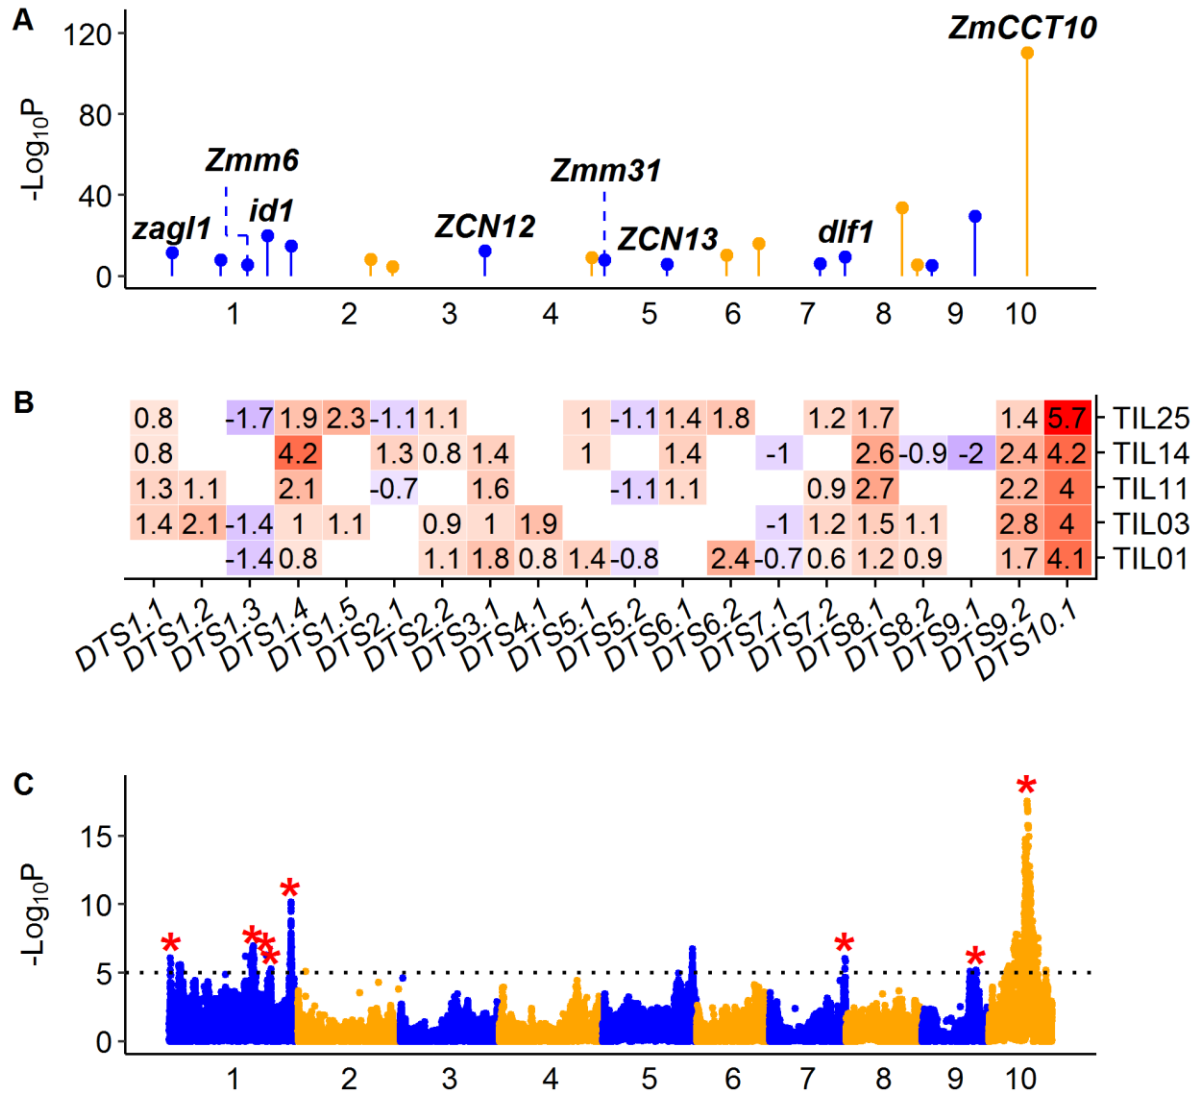 A
-Log10P
120
80
40
0
ZmCCT10
Zmm6
Zmm31
zagl1
id1
ZCN12
ZCN13
dlf1
1 2 3 4 5 6 7 8 9 10
B
0.8 -1.7 1.9 2.3 -1.1 1.1 1 -1.1 1.4 1.8 1.2 1.7 1.4 5.7 TIL25
0.8 4.2 1.3 0.8 1.4 1 1.4 -1 2.6 -0.9 -2 2.4 4.2 TIL14
1.3 1.1 2.1 -0.7 1.6 -1.1 1.1 0.9 2.7 2.2 4 TIL11
1.4 2.1 -1.4 1 1.1 0.9 1 1.9 -1 1.2 1.5 1.1 2.8 4 TIL03
-1.4 0.8 1.1 1.8 0.8 1.4 -0.8 2.4 -0.7 0.6 1.2 0.9 1.7 4.1 TIL01
DTS1.1 DTS1.2 DTS1.3 DTS1.4 DTS1.5 DTS2.1 DTS2.2 DTS3.1 DTS4.1 DTS5.1 DTS5.2 DTS6.1 DTS6.2 DTS7.1 DTS7.2 DTS8.1 DTS8.2 DTS9.1 DTS9.2 DTS10.1
C
-Log10P
15
10
5
0
* * * * * * * *
1 2 3 4 5 6 7 8 9 10